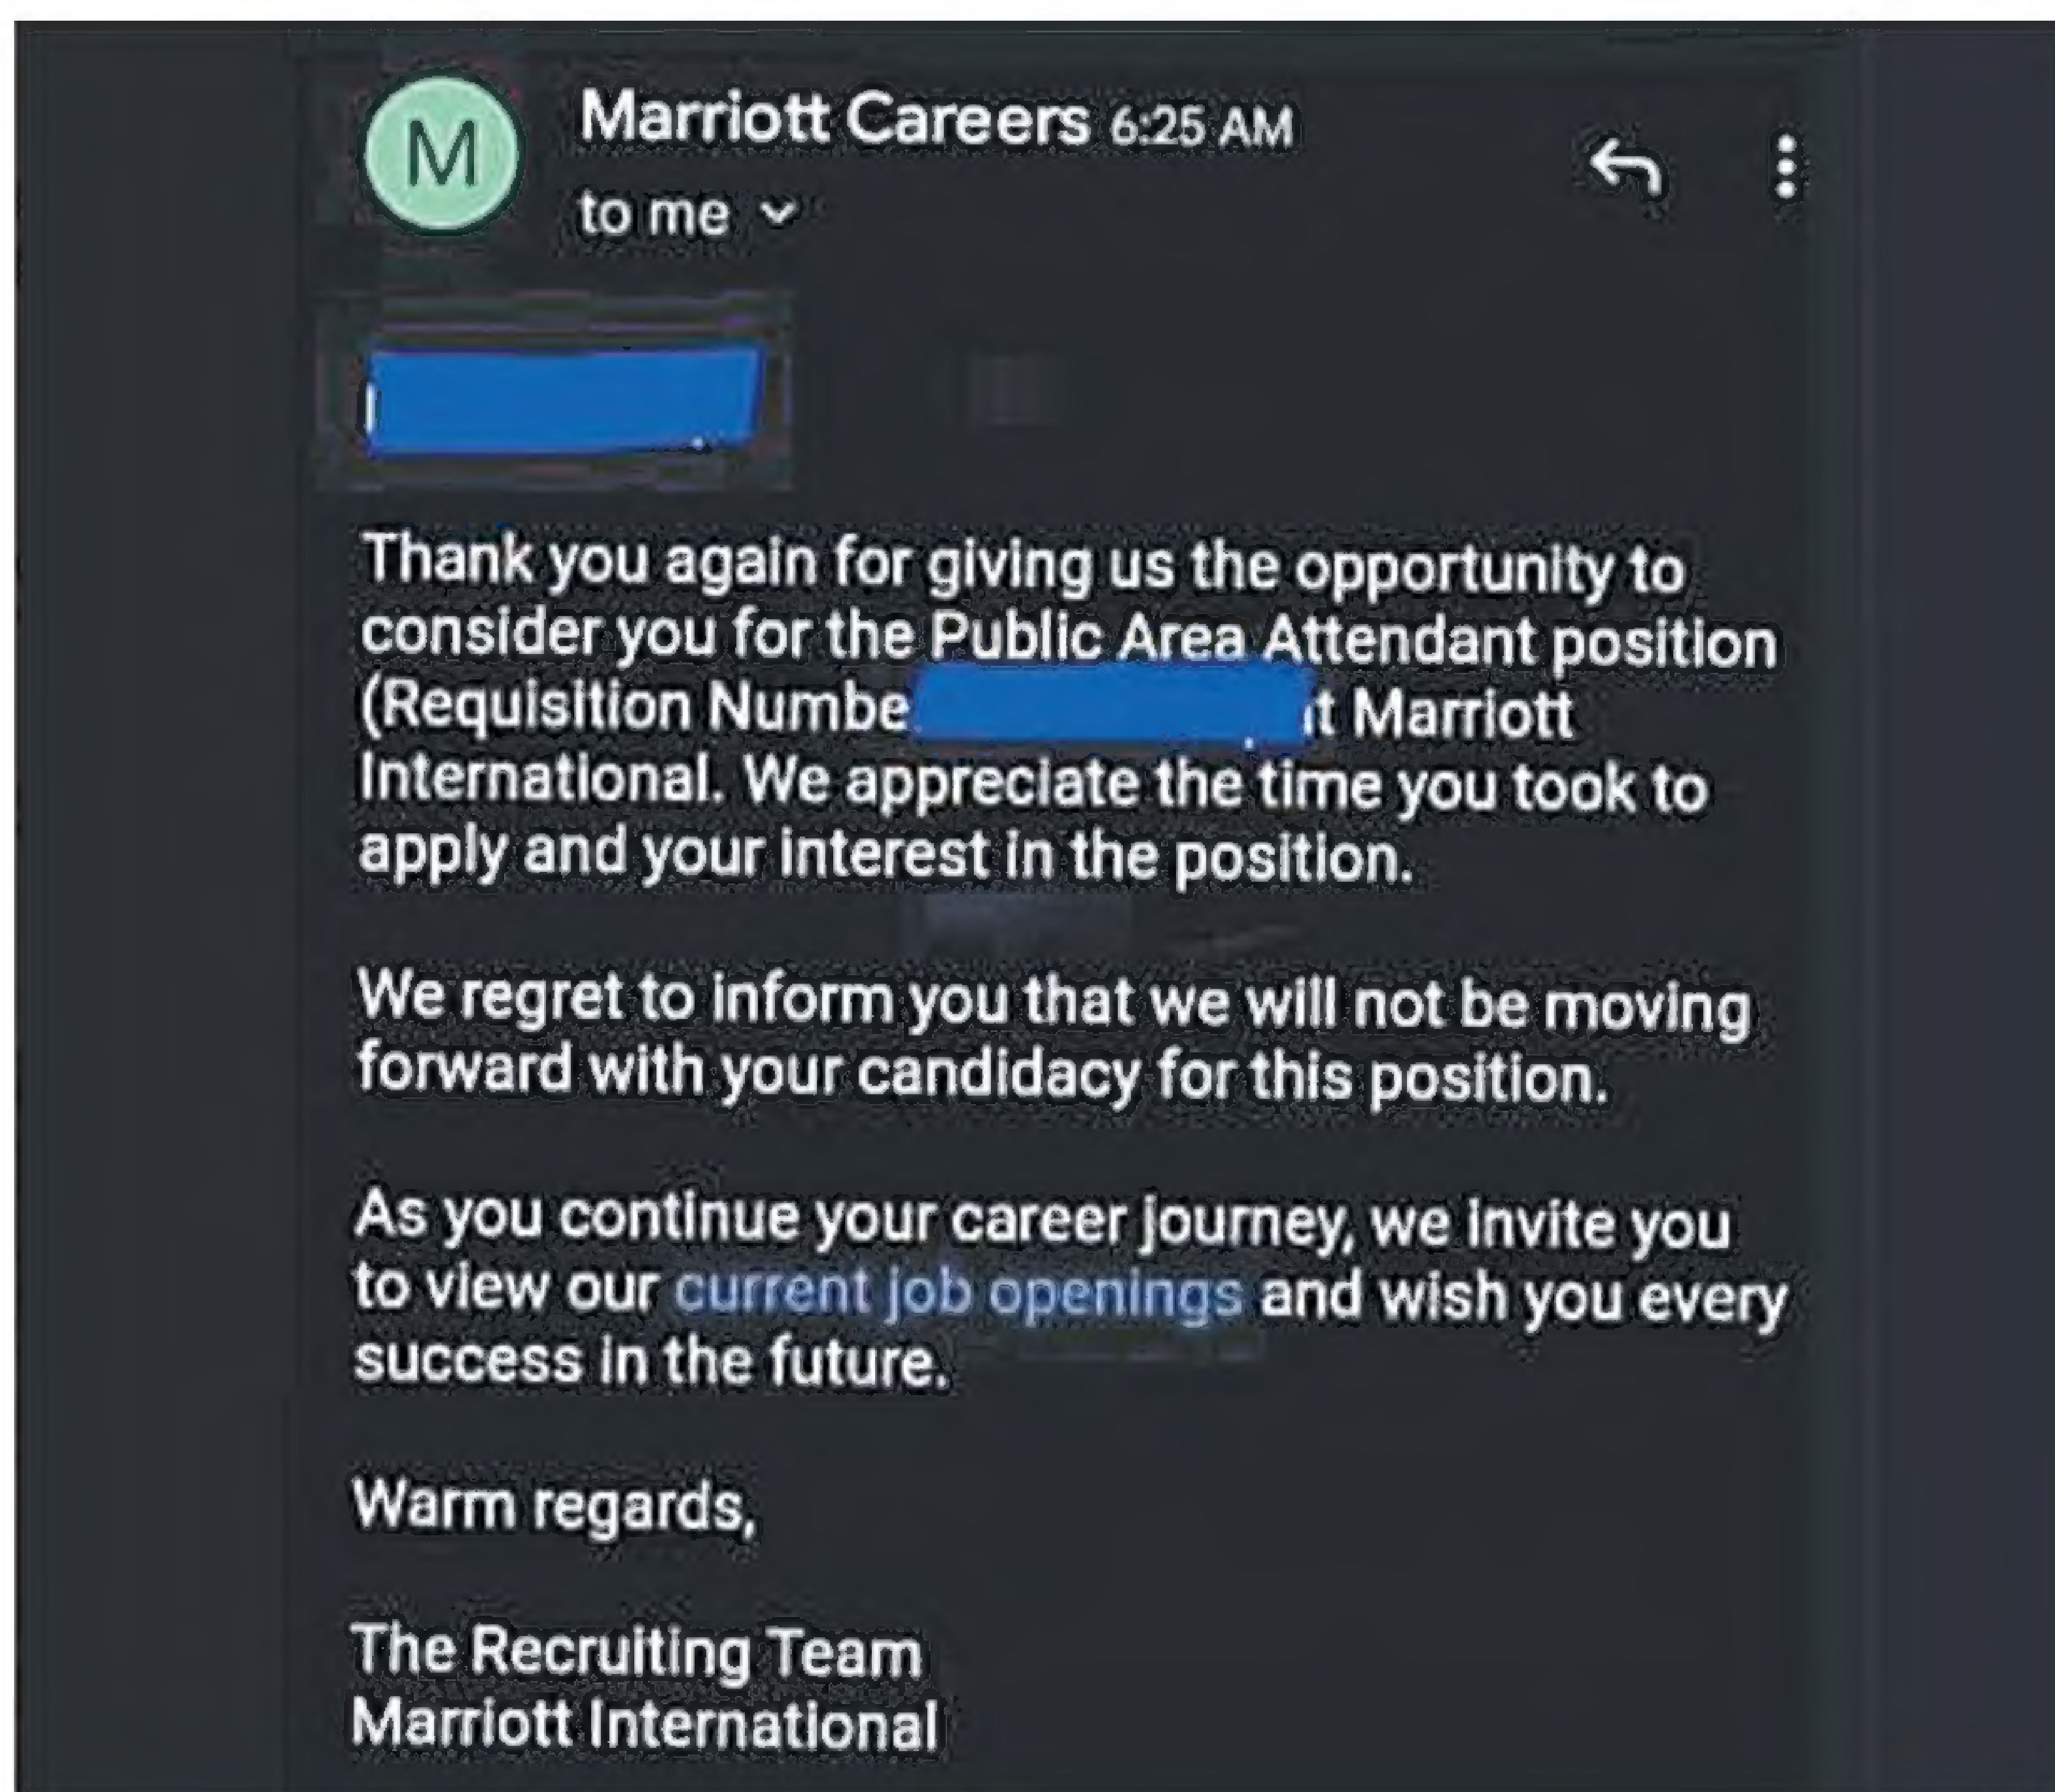 M
Marriott Careers 6:25 AM
to me
Thank you again for giving us the opportunity to
consider you for the Public Area Attendant position
(Requisition Numbe t Marriott
International. We appreciate the time you took to
apply and your interest in the position.
We regret to inform you that we will not be moving
forward with your candidacy for this position.
As you continue your career journey, we invite you
to view our current job openings and wish you every
success in the future.
Warm regards,
The Recruiting Team
Marriott International